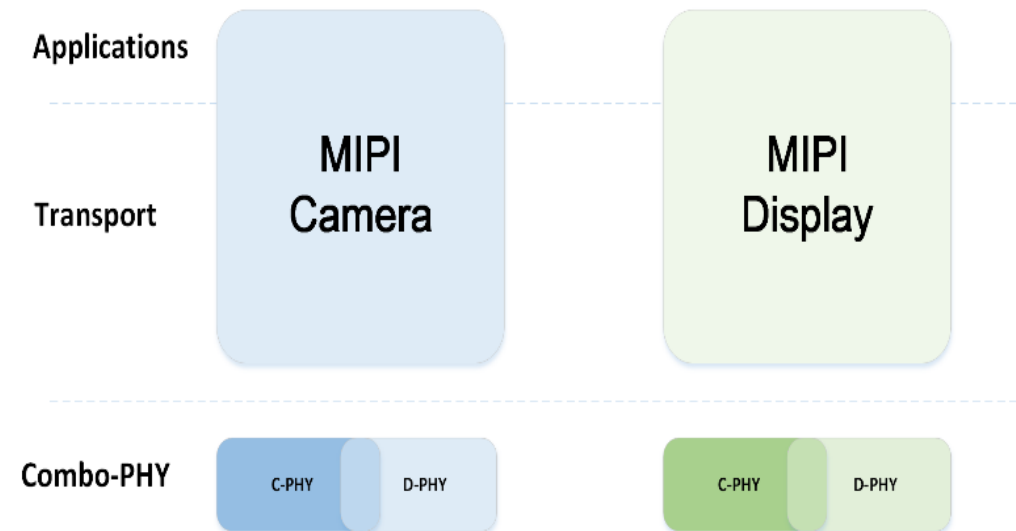 Applications
MIPI
Camera
MIPI
Display
Transport
Combo-PHY
C-PHY
D-PHY
C-PHY
D-PHY